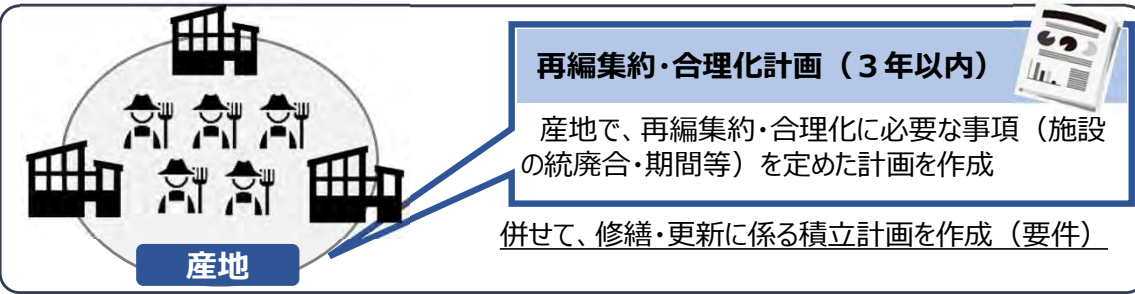 再編集約・合理化計画（３年以内）
産地で、再編集約・合理化に必要な事項（施設
の統廃合・期間等）を定めた計画を作成
併せて、修繕・更新に係る積立計画を作成（要件）
産地